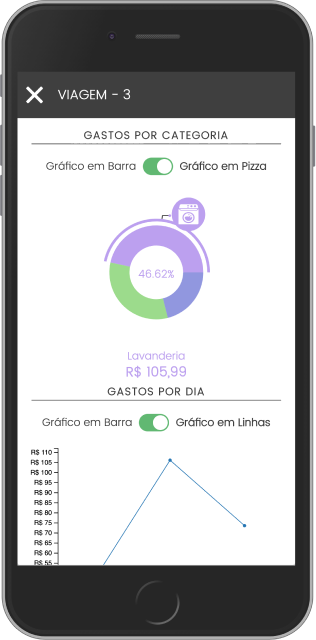 VIAGEM - 3
GASTOS POR CATEGORIA
Gráfico em Barra Gráfico em Pizza
46.62%
Lavanderia
R$ 105,99
GASTOS POR DIA
Gráfico em Barra Gráfico em Linhas
R$ 110
R$ 105
R$ 100
R$ 95
R$ 90
R$ 85
R$ 80
R$ 75
R$ 70
R$ 65
R$ 60
R$ 55